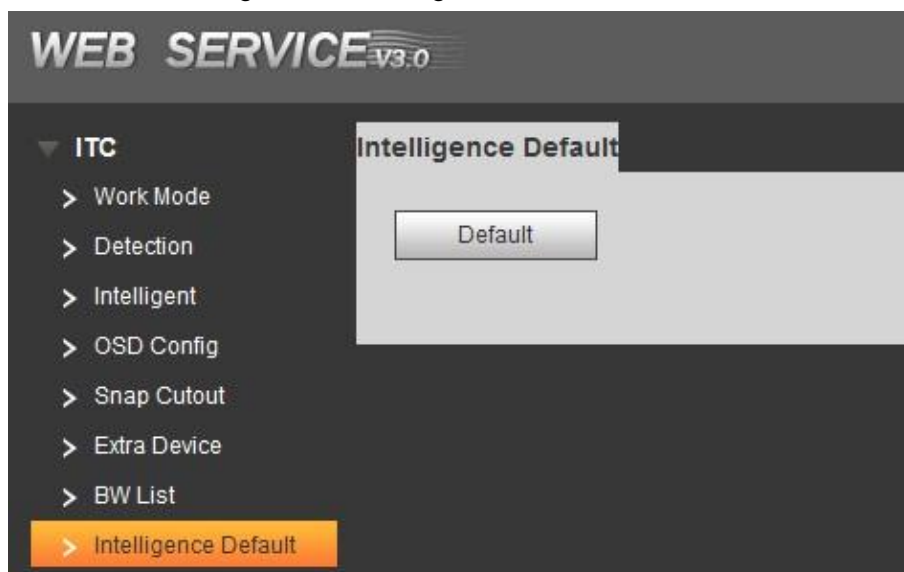 WEB SERVICE V3.0
ITC
Work Mode
Detection
Intelligent
OSD Config
Snap Cutout
Extra Device
BW List
Intelligence Default
Intelligence Default
Default